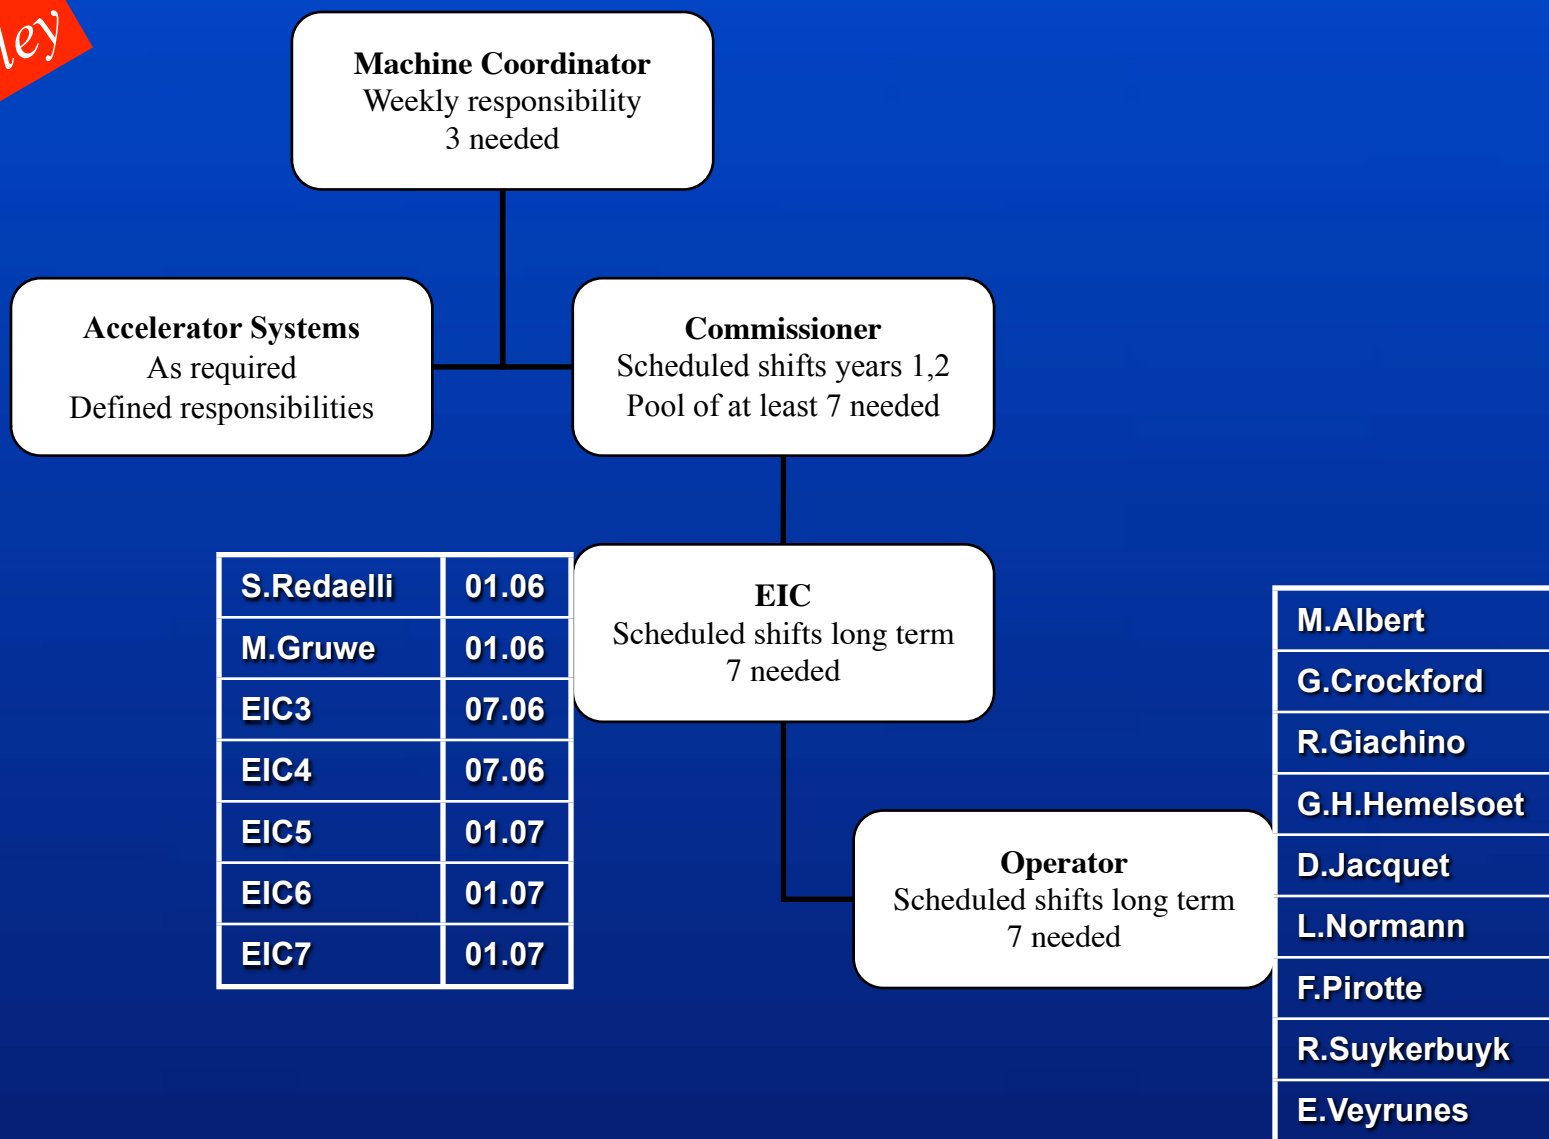 ley
Machine Coordinator
Weekly responsibility
3 needed
Accelerator Systems
As required
Defined responsibilities
Commissioner
Scheduled shifts years 1,2
Pool of at least 7 needed
EIC
Scheduled shifts long term
7 needed
S.Redaelli 01.06
M.Gruwe 01.06
EIC3 07.06
EIC4 07.06
EIC5 01.07
EIC6 01.07
EIC7 01.07
Operator
Scheduled shifts long term
7 needed
M.Albert
G.Crockford
R.Giachino
G.H.Hemelsoet
D.Jacquet
L.Normann
F.Pirotte
R.Suykerbuyk
E.Veyrunes